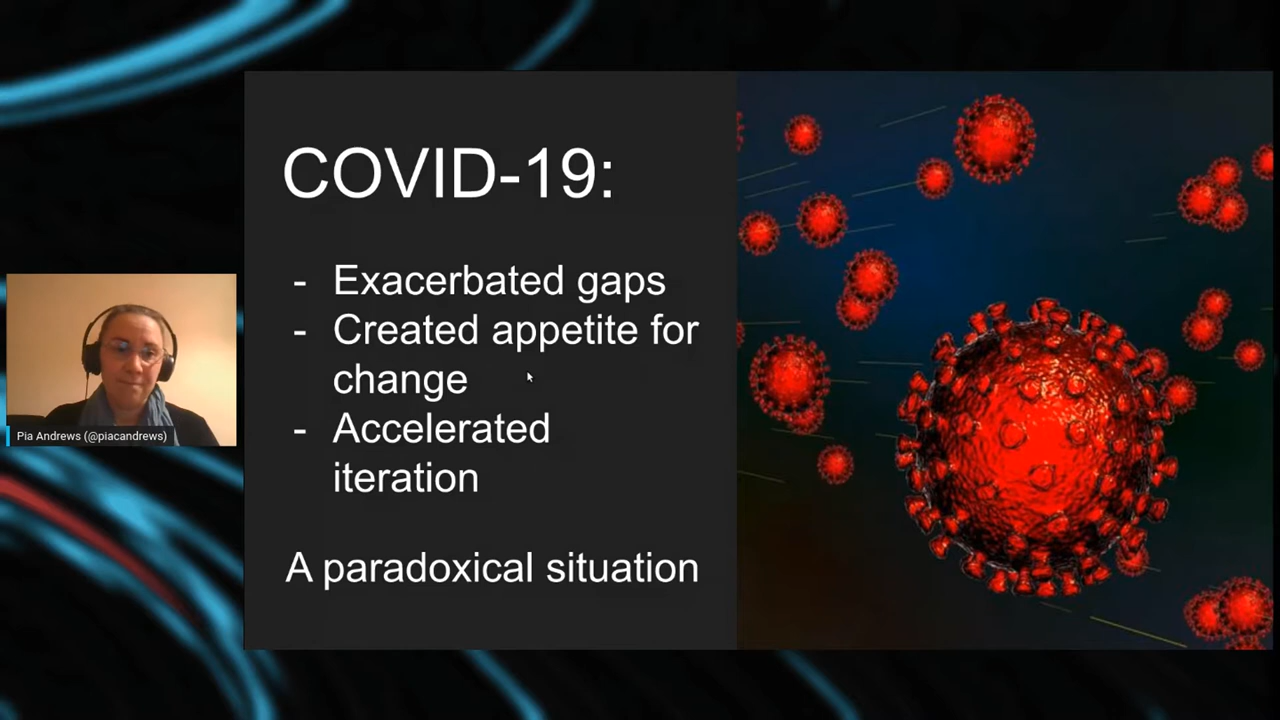 COVID-19:
- Exacerbated gaps
- Created appetite for
change
- Accelerated
iteration
A paradoxical situation
Pia Andrews (@piacandrews)